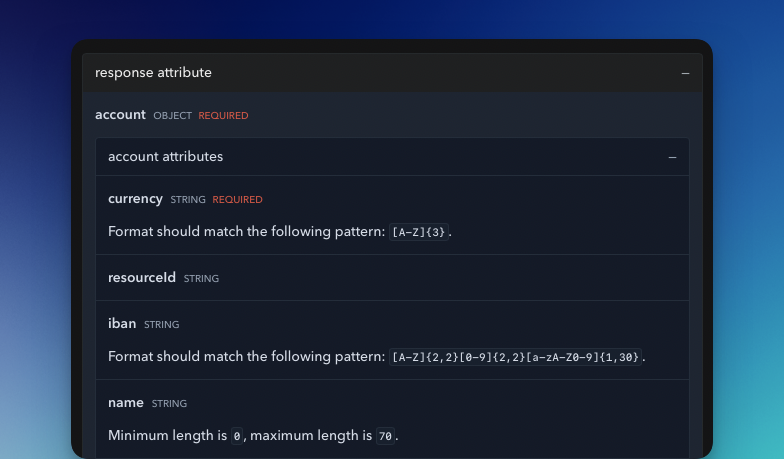 response attribute –
account OBJECT REQUIRED
account attributes –
currency STRING REQUIRED
Format should match the following pattern: [A-Z]{3}.
resourceId STRING
iban STRING
Format should match the following pattern: [A-Z]{2,2}[0-9]{2,2}[a-zA-Z0-9]{1,30}.
name STRING
Minimum length is 0, maximum length is 70.